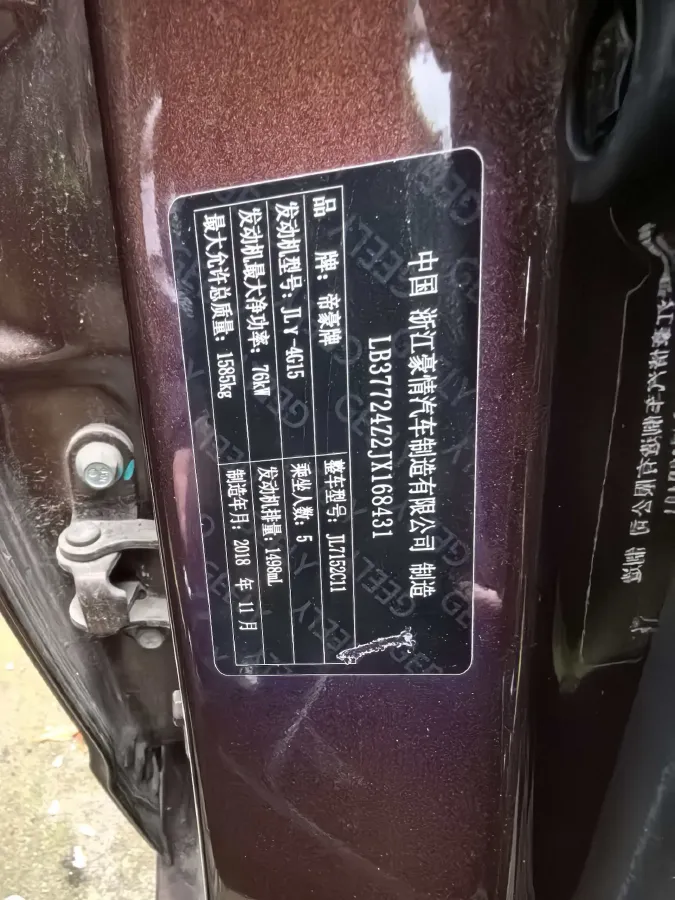 中国 浙江豪情汽车制造有限公司 制造
LB37724Z2JX168431
品 牌：帝豪牌 整车型号：JL7152C11
发动机型号：JLY-4G15 乘坐人数：5
发动机最大净功率：76kW 发动机排量：1498mL
最大允许总质量：1585kg 制造年月：2018 年 11 月
GEELY